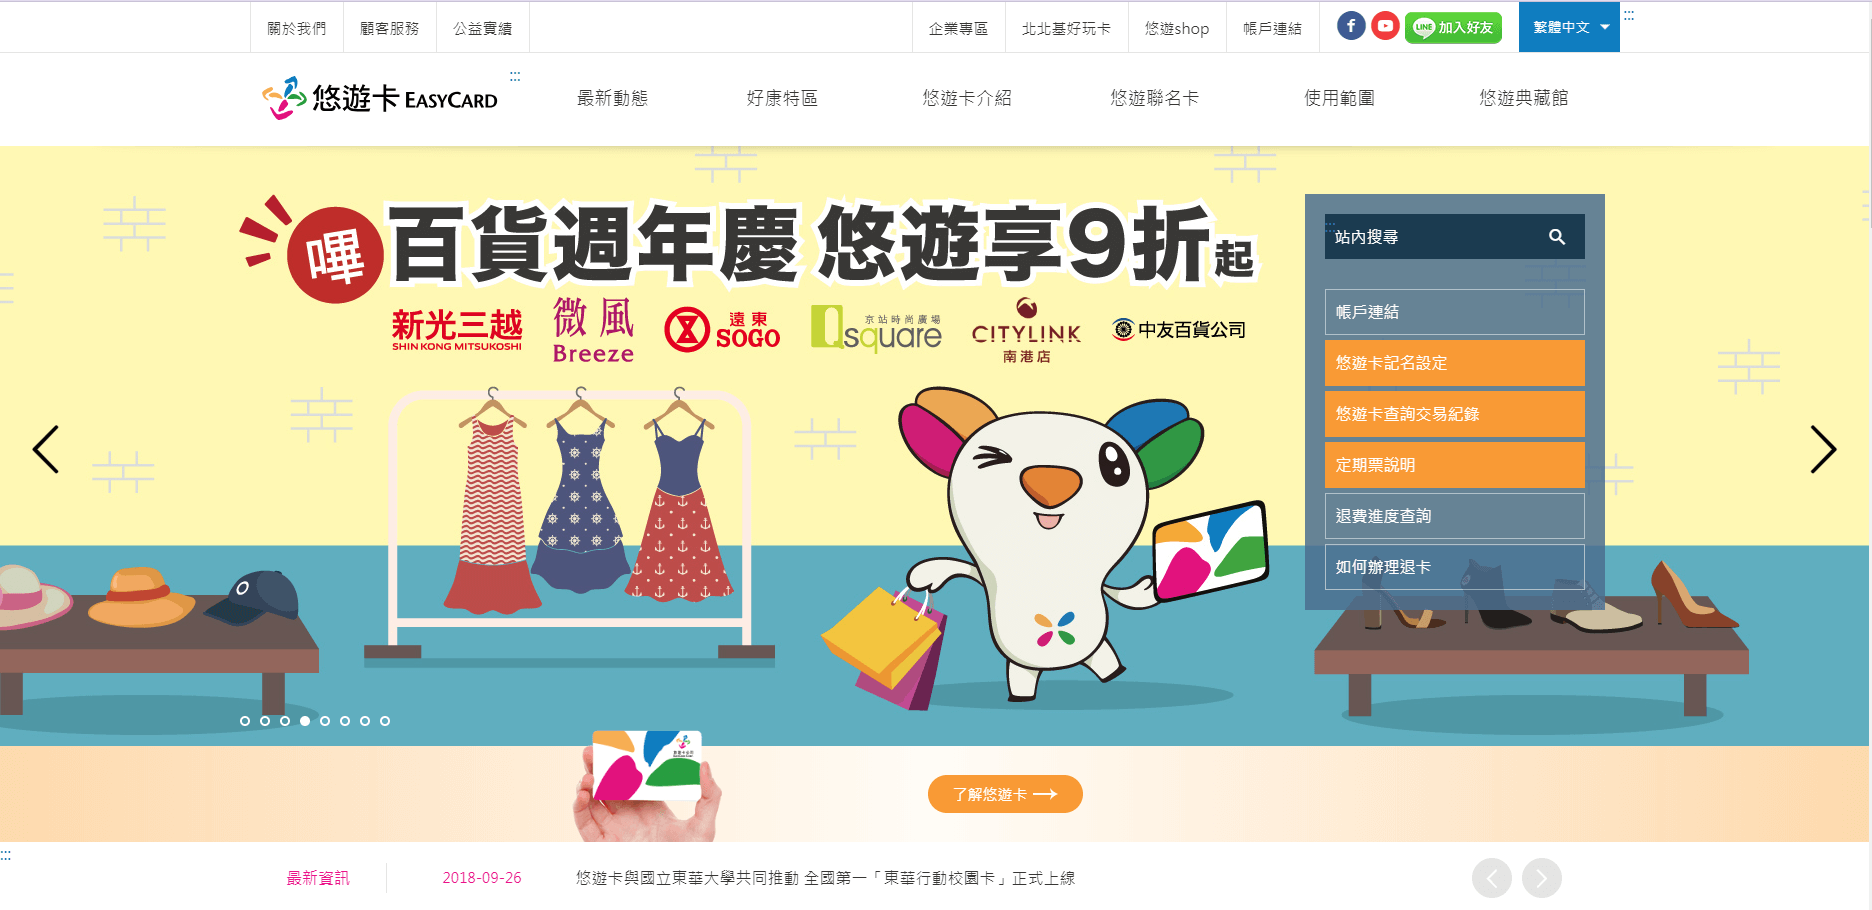 關於我們
顧客服務
公益實績
企業專區
北北基好玩卡
悠遊shop
帳戶連結
LINE 加入好友
繁體中文
悠遊卡 EASYCARD
最新動態
好康特區
悠遊卡介紹
悠遊聯名卡
使用範圍
悠遊典藏館
嗶
百貨週年慶 悠遊享9折起
新光三越
SHIN KONG MITSUKOSHI
微風
Breeze
遠東
SOGO
京站時尚廣場
Qsquare
CITYLINK
南港店
中友百貨公司
站內搜尋
帳戶連結
悠遊卡記名設定
悠遊卡查詢交易紀錄
定期票說明
退費進度查詢
如何辦理退卡
了解悠遊卡
最新資訊
2018-09-26
悠遊卡與國立東華大學共同推動 全國第一「東華行動校園卡」正式上線